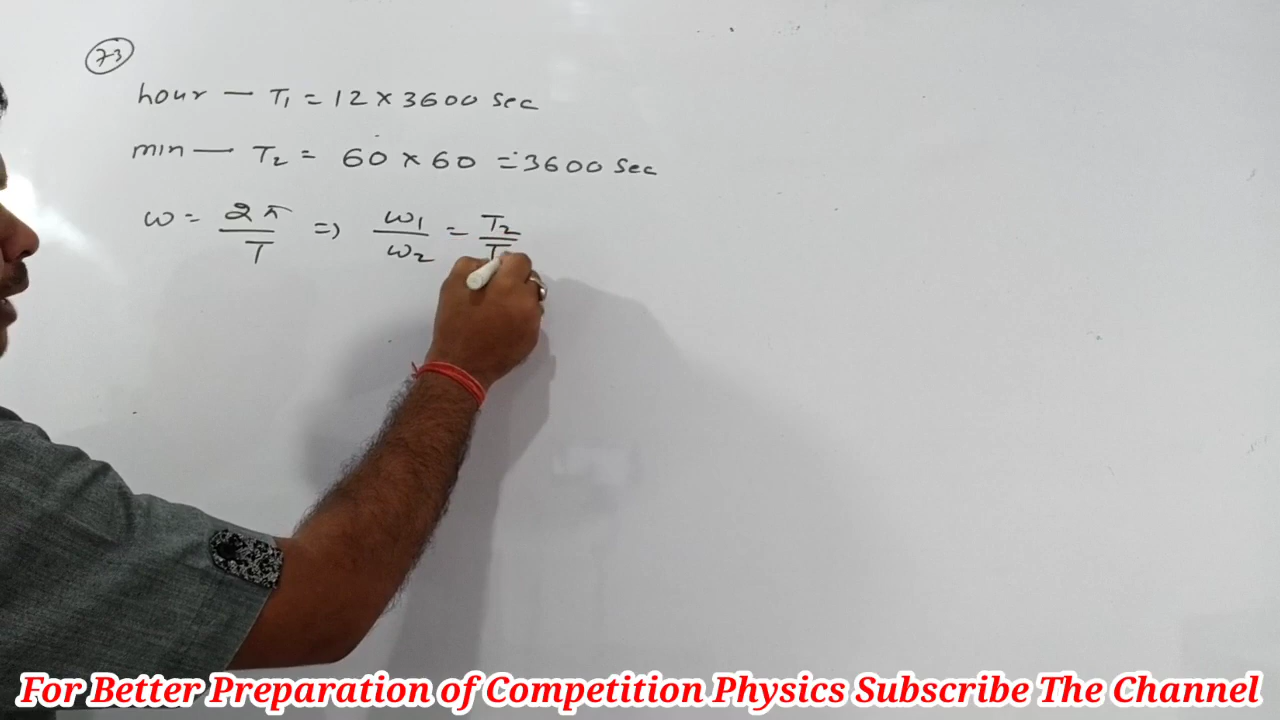 73
hour — T₁ = 12 × 3600 sec
min — T₂ = 60 × 60 = 3600 sec
ω = 2π / T ⇒ ω₁ / ω₂ = T₂ / T
For Better Preparation of Competition Physics Subscribe The Channel